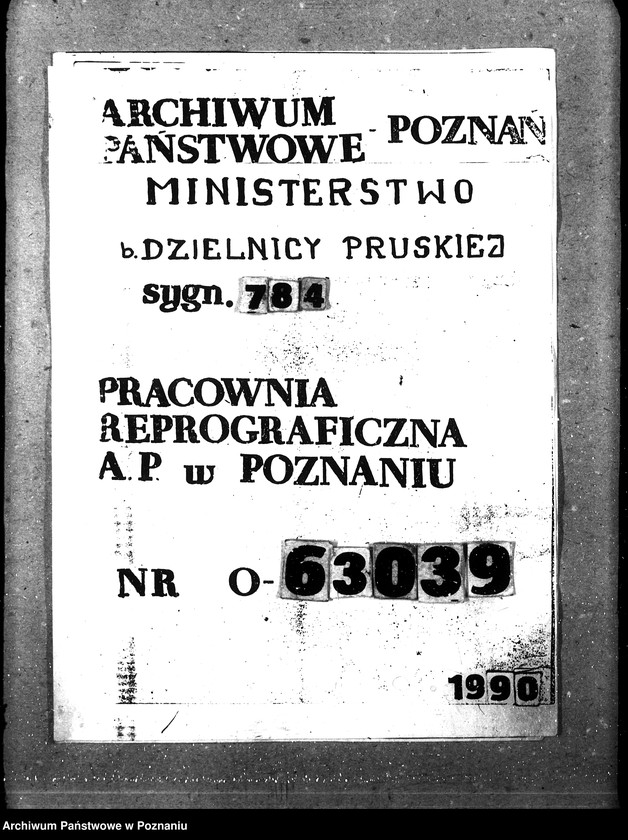 ARCHIWUM
PAŃSTWOWE - POZNAŃ
MINISTERSTWO
b. DZIELNICY PRUSKIEJ
sygn. 784
PRACOWNIA
REPROGRAFICZNA
A.P. w POZNANIU
NR O-63039
1990
Archiwum Państwowe w Poznaniu